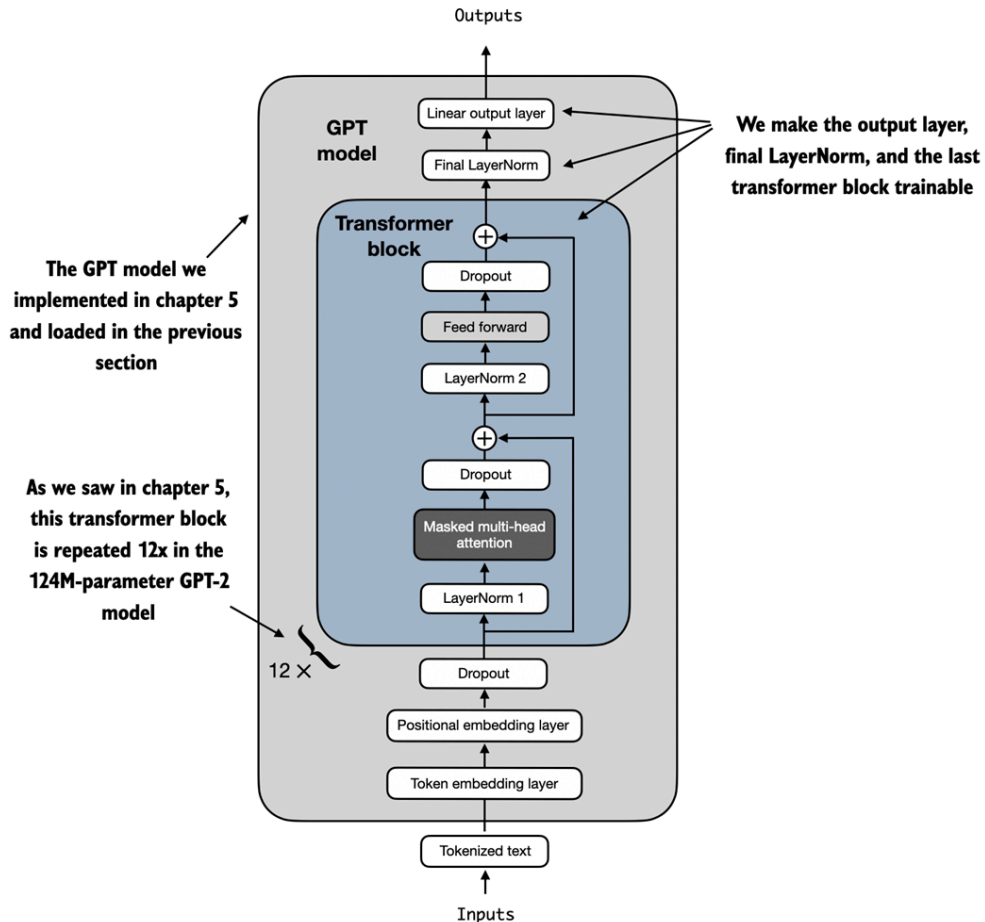 Outputs
Linear output layer
GPT
model
Final LayerNorm
We make the output layer,
final LayerNorm, and the last
transformer block trainable
Transformer
block
Dropout
Feed forward
LayerNorm 2
The GPT model we
implemented in chapter 5
and loaded in the previous
section
Dropout
Masked multi-head
attention
LayerNorm 1
As we saw in chapter 5,
this transformer block
is repeated 12x in the
124M-parameter GPT-2
model
12 ×
Dropout
Positional embedding layer
Token embedding layer
Tokenized text
Inputs